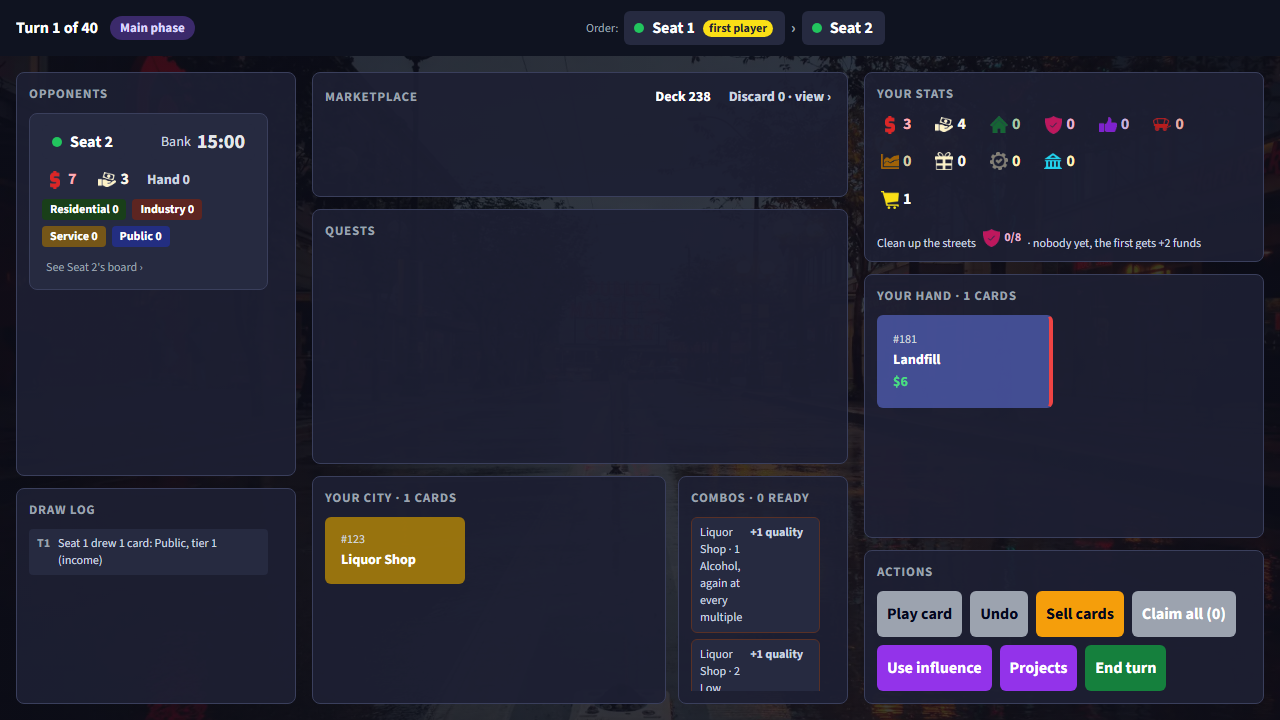 Turn 1 of 40 Main phase Order: Seat 1 first player › Seat 2
OPPONENTS
Seat 2 Bank 15:00
7 3 Hand 0
Residential 0 Industry 0
Service 0 Public 0
See Seat 2's board ›
DRAW LOG
T1 Seat 1 drew 1 card: Public, tier 1
(income)
MARKETPLACE Deck 238 Discard 0 · view ›
QUESTS
YOUR CITY · 1 CARDS
#123
Liquor Shop
COMBOS · 0 READY
Liquor +1 quality
Shop · 1
Alcohol,
again at
every
multiple
Liquor +1 quality
Shop · 2
Low
YOUR STATS
3 4 0 0 0 0
0 0 0 0
1
Clean up the streets 0/8 · nobody yet, the first gets +2 funds
YOUR HAND · 1 CARDS
#181
Landfill
$6
ACTIONS
Play card Undo Sell cards Claim all (0)
Use influence Projects End turn